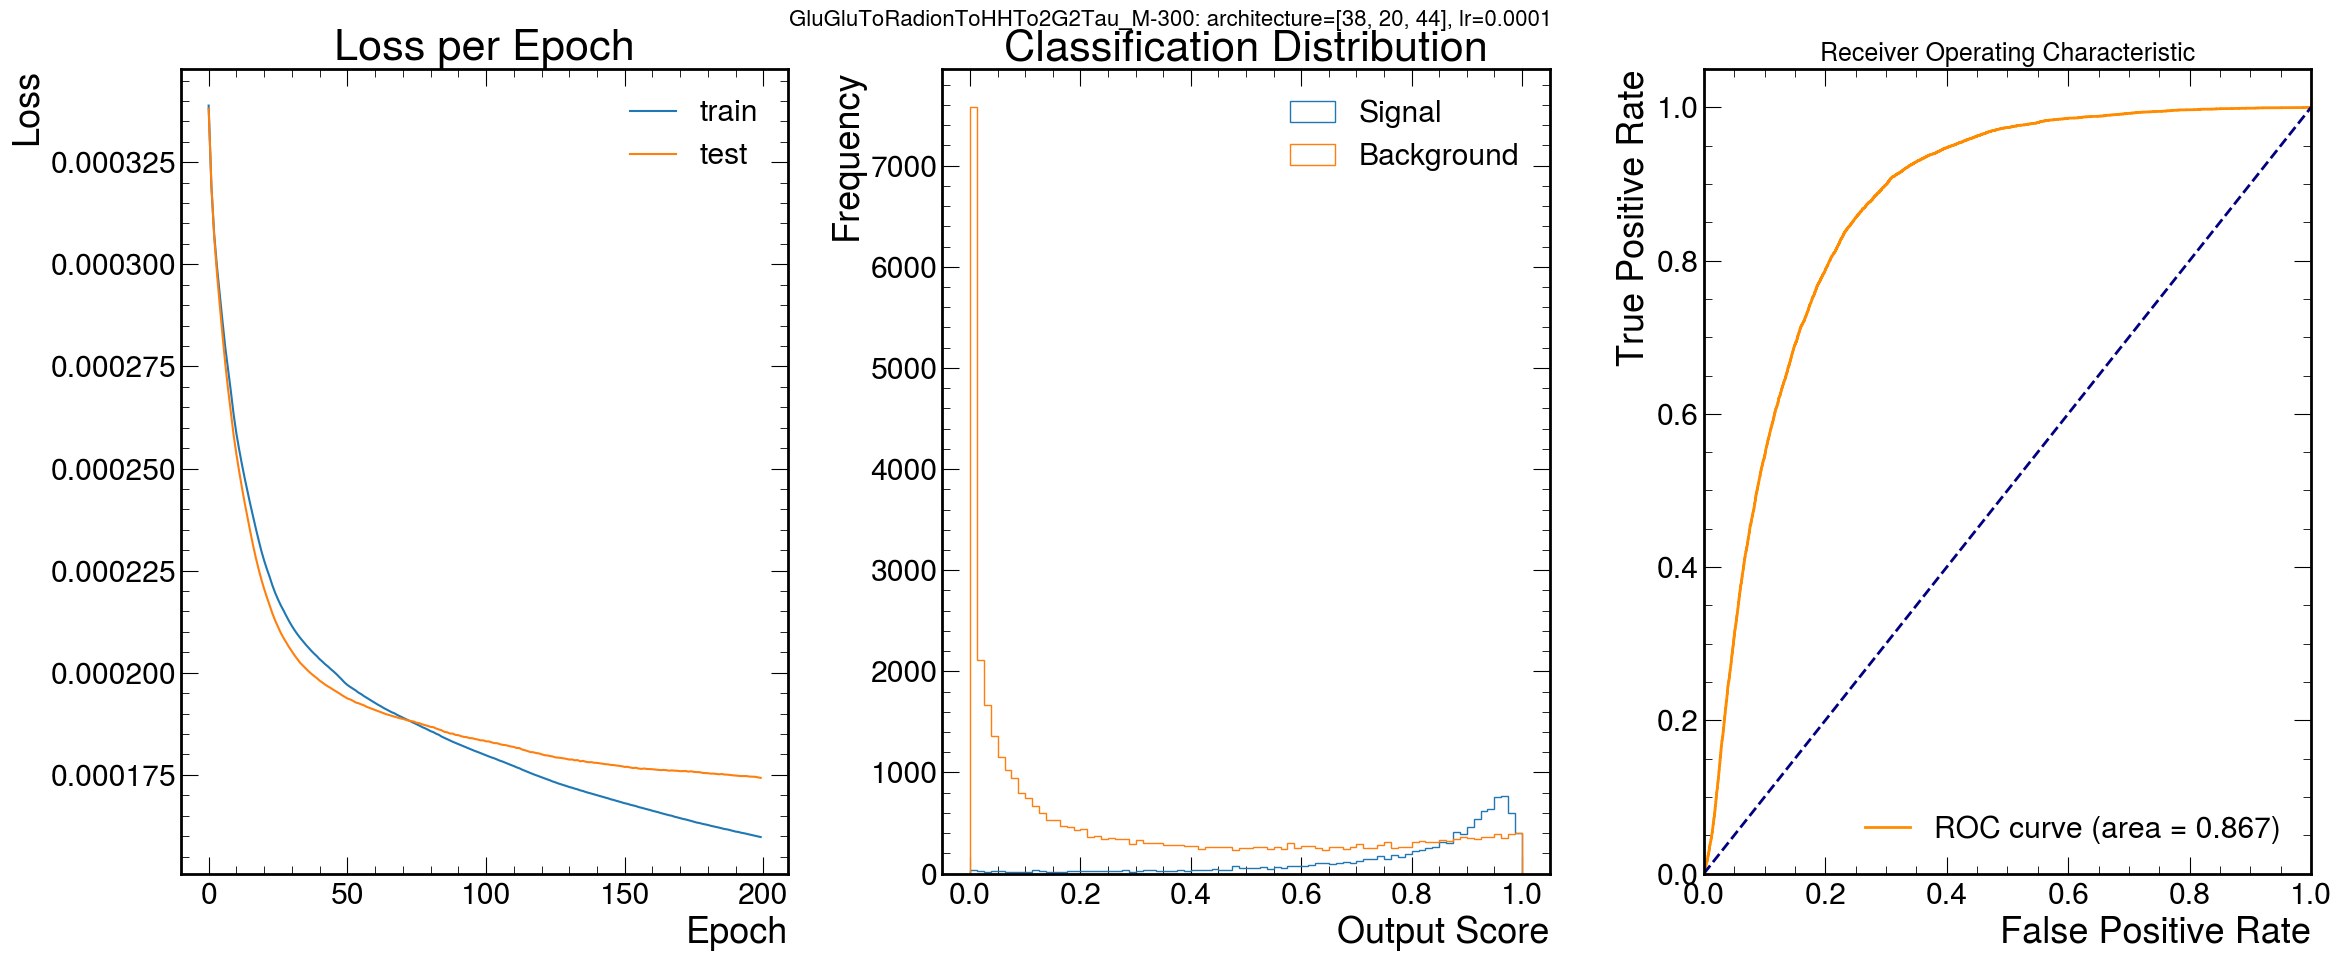 GluGluToRadionToHHTo2G2Tau_M-300: architecture=[38, 20, 44], lr=0.0001
Loss per Epoch
Loss
0.000325
0.000300
0.000275
0.000250
0.000225
0.000200
0.000175
train
test
0
50
100
150
200
Epoch
Classification Distribution
Frequency
7000
6000
5000
4000
3000
2000
1000
0
Signal
Background
0.0
0.2
0.4
0.6
0.8
1.0
Output Score
Receiver Operating Characteristic
True Positive Rate
1.0
0.8
0.6
0.4
0.2
0.0
ROC curve (area = 0.867)
0.0
0.2
0.4
0.6
0.8
1.0
False Positive Rate